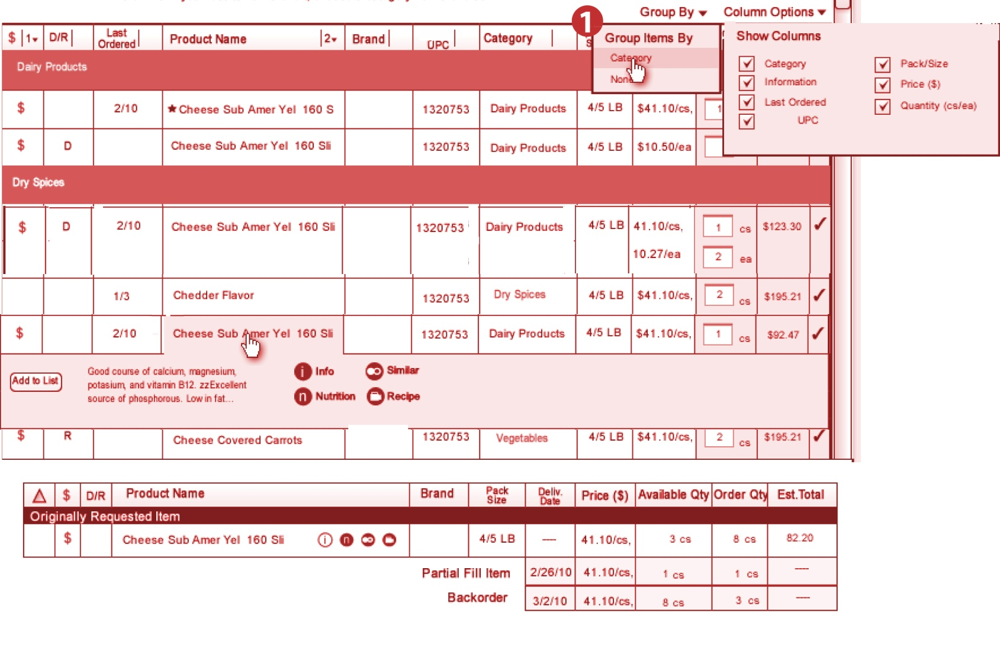 Group By Column Options
1
$ 1 D/R Last Ordered Product Name 2 Brand UPC Category
Group Items By
Category
None
Show Columns
Category Pack/Size
Information Price ($)
Last Ordered Quantity (cs/ea)
UPC
Dairy Products
$ 2/10 ★Cheese Sub Amer Yel 160 S 1320753 Dairy Products 4/5 LB $41.10/cs, 1
$ D Cheese Sub Amer Yel 160 Sli 1320753 Dairy Products 4/5 LB $10.50/ea
Dry Spices
$ D 2/10 Cheese Sub Amer Yel 160 Sli 1320753 Dairy Products 4/5 LB 41.10/cs, 1 cs $123.30 ✓
10.27/ea 2 ea
1/3 Chedder Flavor 1320753 Dry Spices 4/5 LB $41.10/cs, 2 cs $195.21 ✓
$ 2/10 Cheese Sub Amer Yel 160 Sli 1320753 Dairy Products 4/5 LB $41.10/cs, 1 cs $92.47 ✓
Add to List
Good course of calcium, magnesium,
potasium, and vitamin B12. zzExcellent
source of phosphorous. Low in fat...
i Info Similar
n Nutrition Recipe
$ R Cheese Covered Carrots 1320753 Vegetables 4/5 LB $41.10/cs, 2 cs $195.21 ✓
$ D/R Product Name Brand Pack Size Deliv. Date Price ($) Available Qty Order Qty Est.Total
Originally Requested Item
$ Cheese Sub Amer Yel 160 Sli i n 4/5 LB ---- 41.10/cs, 3 cs 8 cs 82.20
Partial Fill Item 2/26/10 41.10/cs, 1 cs 1 cs ----
Backorder 3/2/10 41.10/cs, 8 cs 3 cs ----